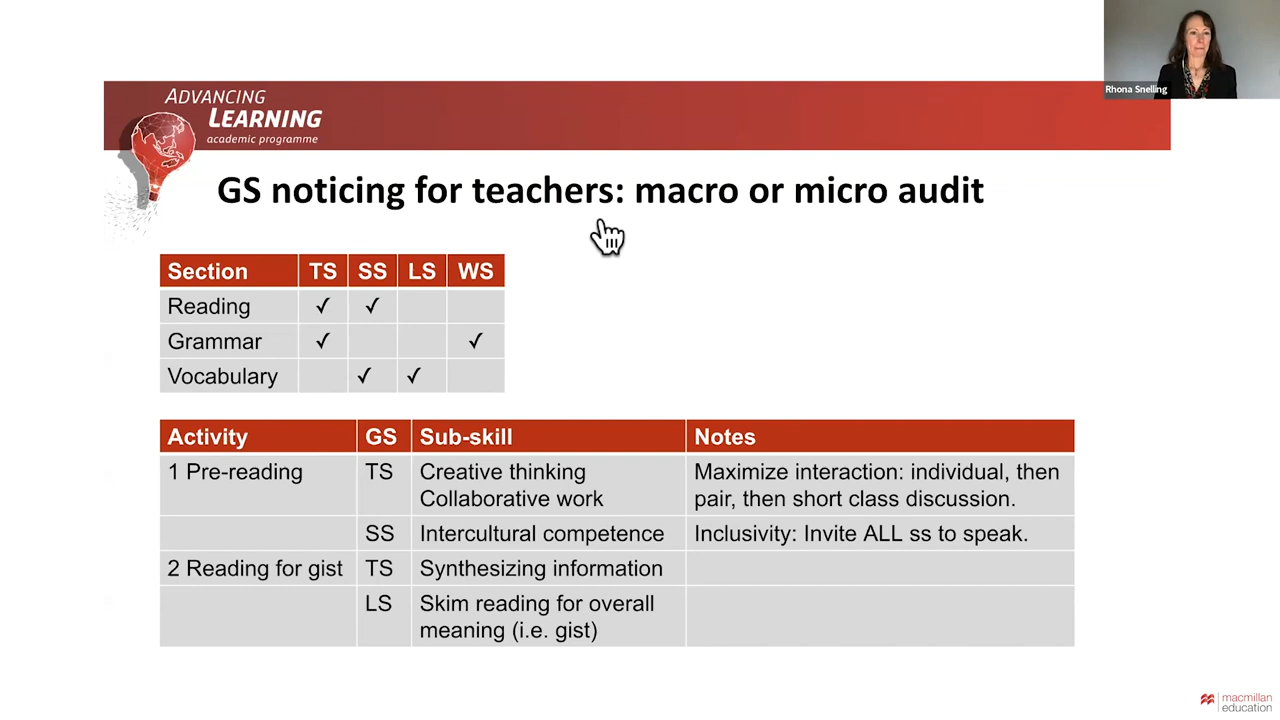 Rhona Snelling
ADVANCING
LEARNING
academic programme
GS noticing for teachers: macro or micro audit
Section TS SS LS WS
Reading ✓ ✓
Grammar ✓ ✓
Vocabulary ✓ ✓
Activity GS Sub-skill Notes
1 Pre-reading TS Creative thinking Maximize interaction: individual, then
Collaborative work pair, then short class discussion.
SS Intercultural competence Inclusivity: Invite ALL ss to speak.
2 Reading for gist TS Synthesizing information
LS Skim reading for overall
meaning (i.e. gist)
macmillan
education